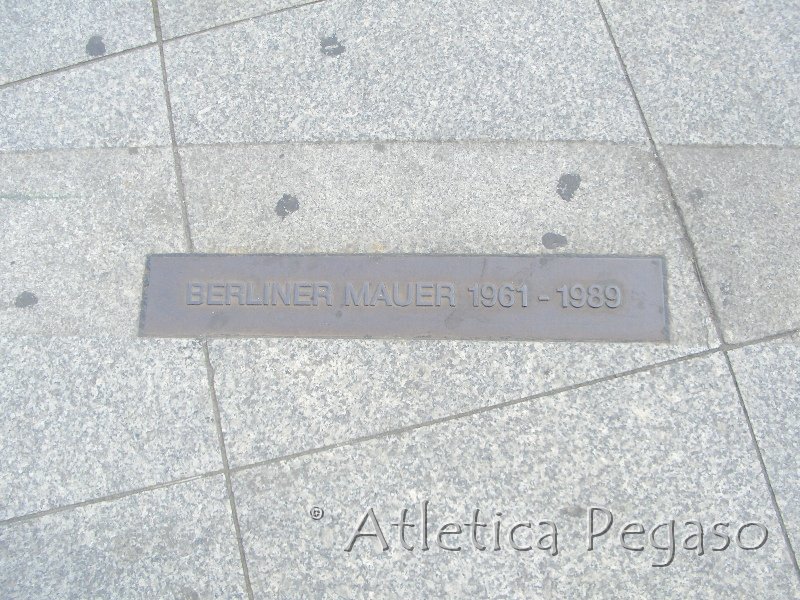 BERLINER MAUER 1961 - 1989
© Atletica Pegaso